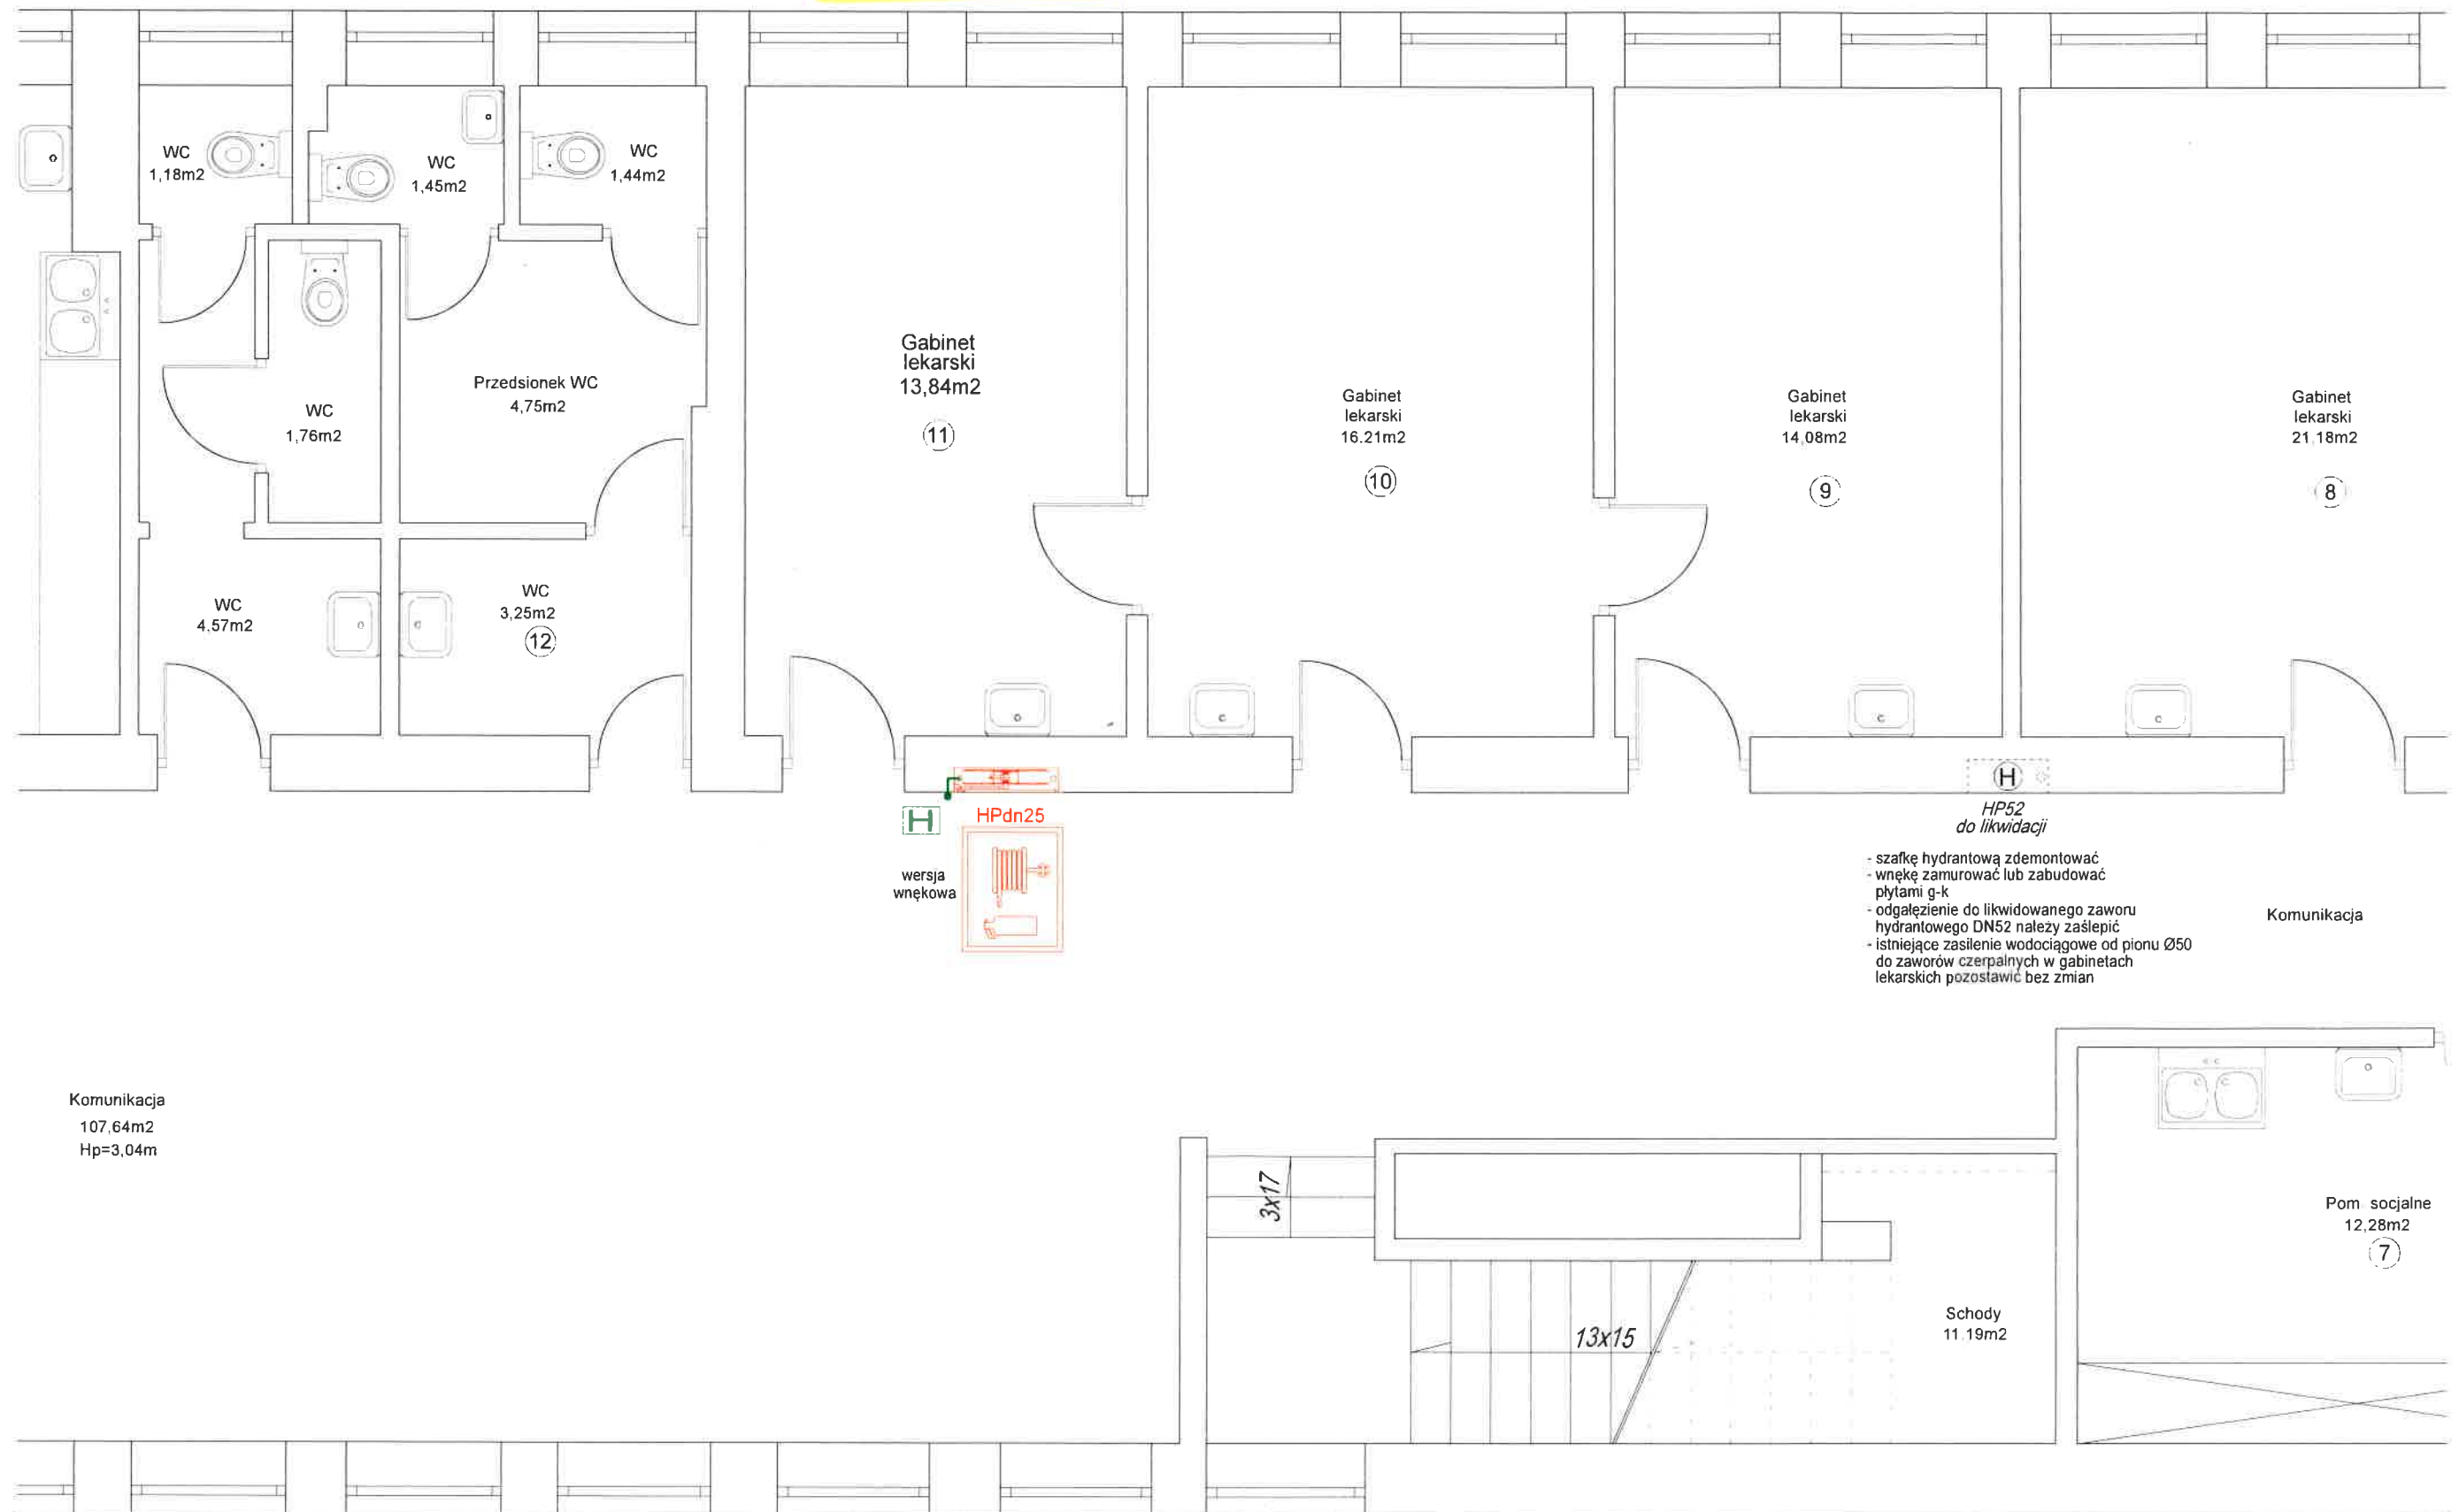 WC
1,18m2
WC
1,45m2
WC
1,44m2
WC
1,76m2
Przedsionek WC
4,75m2
WC
4,57m2
WC
3,25m2
12
Gabinet
lekarski
13,84m2
11
Gabinet
lekarski
16.21m2
10
Gabinet
lekarski
14,08m2
9
Gabinet
lekarski
21,18m2
8
H
HPdn25
wersja
wnękowa
H
HP52
do likwidacji
- szafkę hydrantową zdemontować
- wnękę zamurować lub zabudować
płytami g-k
- odgałęzienie do likwidowanego zaworu
hydrantowego DN52 należy zaślepić
- istniejące zasilenie wodociągowe od pionu Ø50
do zaworów czerpalnych w gabinetach
lekarskich pozostawić bez zmian
Komunikacja
Komunikacja
107,64m2
Hp=3,04m
3x17
13x15
Schody
11.19m2
Pom. socjalne
12,28m2
7